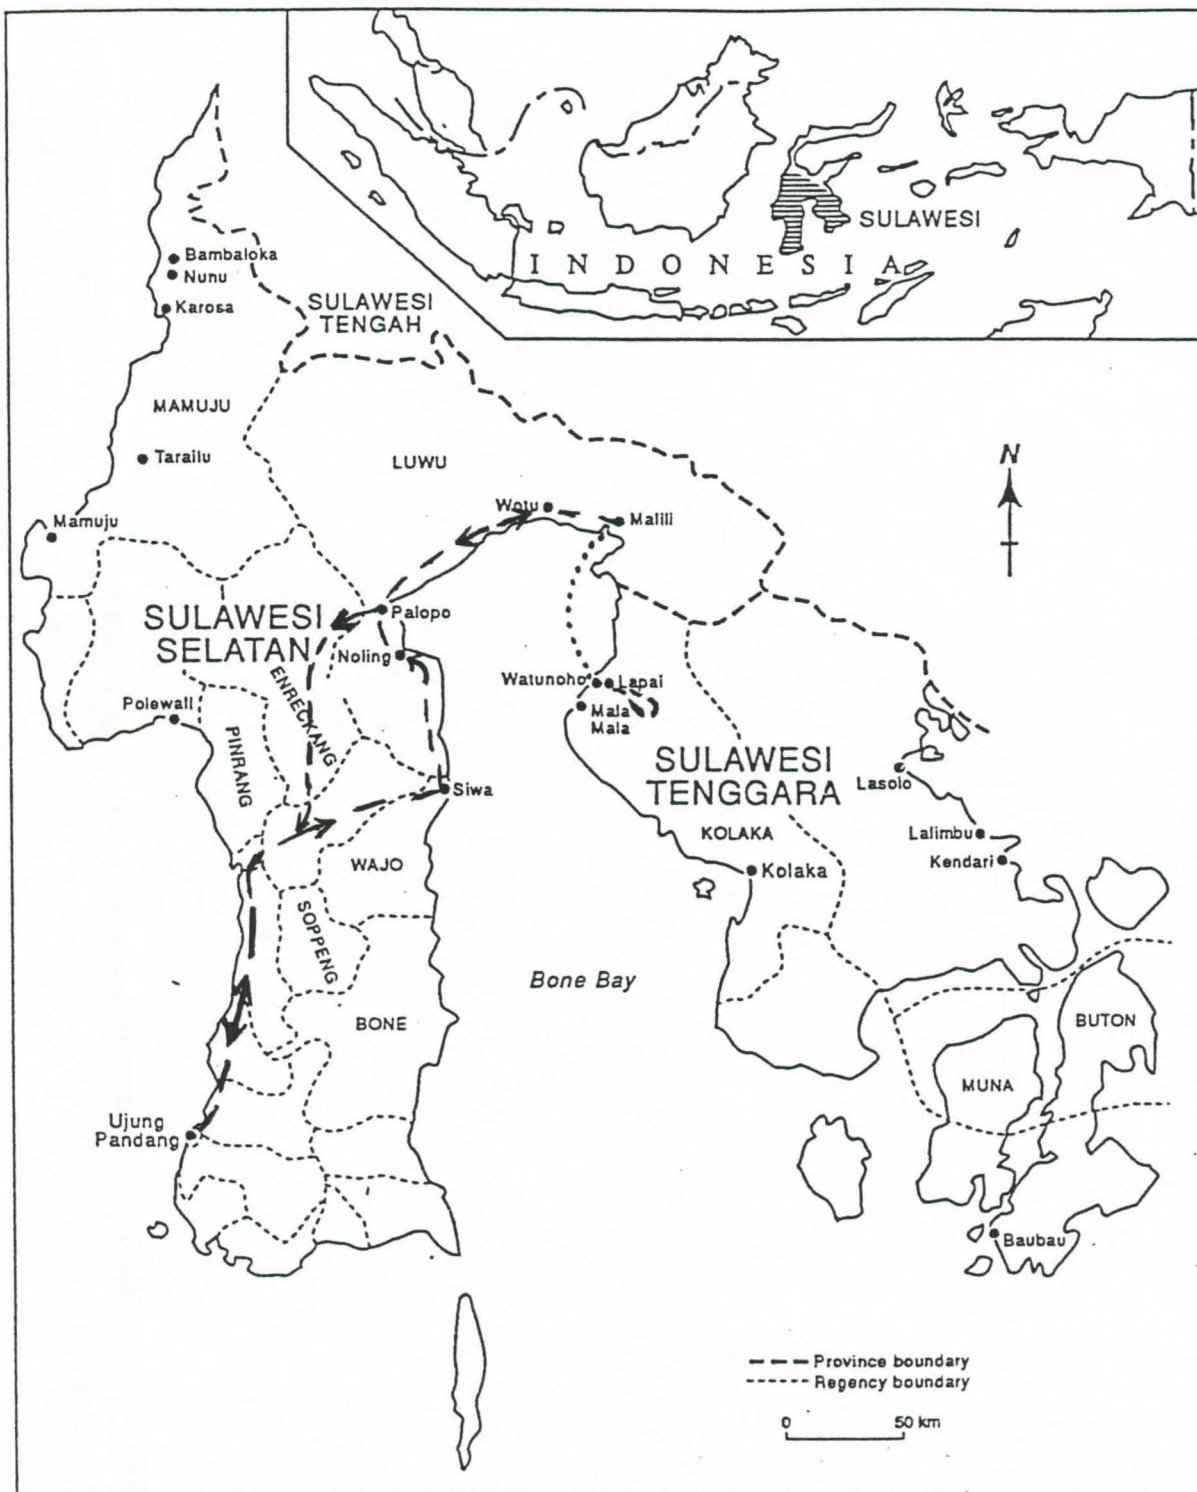 SULAWESI
INDONESIA
Bambaloka
Nunu
Karosa
SULAWESI
TENGAH
MAMUJU
Tarailu
LUWU
N
Wotu
Malili
Mamuju
SULAWESI
SELATAN
Palopo
Noling
ENRECKANG
Watunoho
Lapai
Mala
Mala
Polewali
PINRANG
SULAWESI
TENGGARA
Lasolo
Siwa
KOLAKA
Lalimbu
WAJO
Kolaka
Kendari
SOPPENG
Bone Bay
BONE
BUTON
MUNA
Ujung
Pandang
Baubau
Province boundary
Regency boundary
0 50 km